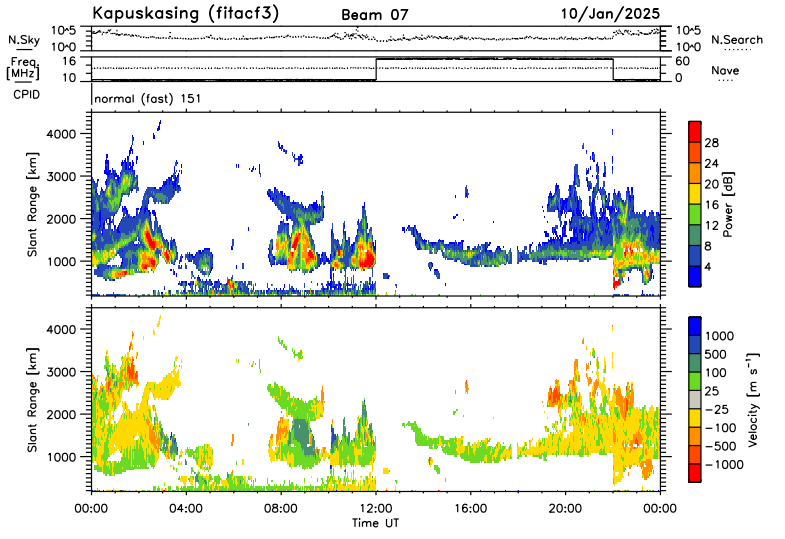 Kapuskasing (fitacf3) Beam 07 10/Jan/2025
N.Sky 10^5 10^0 10^5 10^0 N.Search
Freq. [MHz] 16 10 60 0 Nave
CPID normal (fast) 151
Slant Range [km] 4000 3000 2000 1000
Power [dB] 28 24 20 16 12 8 4
Slant Range [km] 4000 3000 2000 1000
Velocity [m s^-1] 1000 500 100 25 -25 -100 -500 -1000
00:00 04:00 08:00 12:00 16:00 20:00 00:00
Time UT